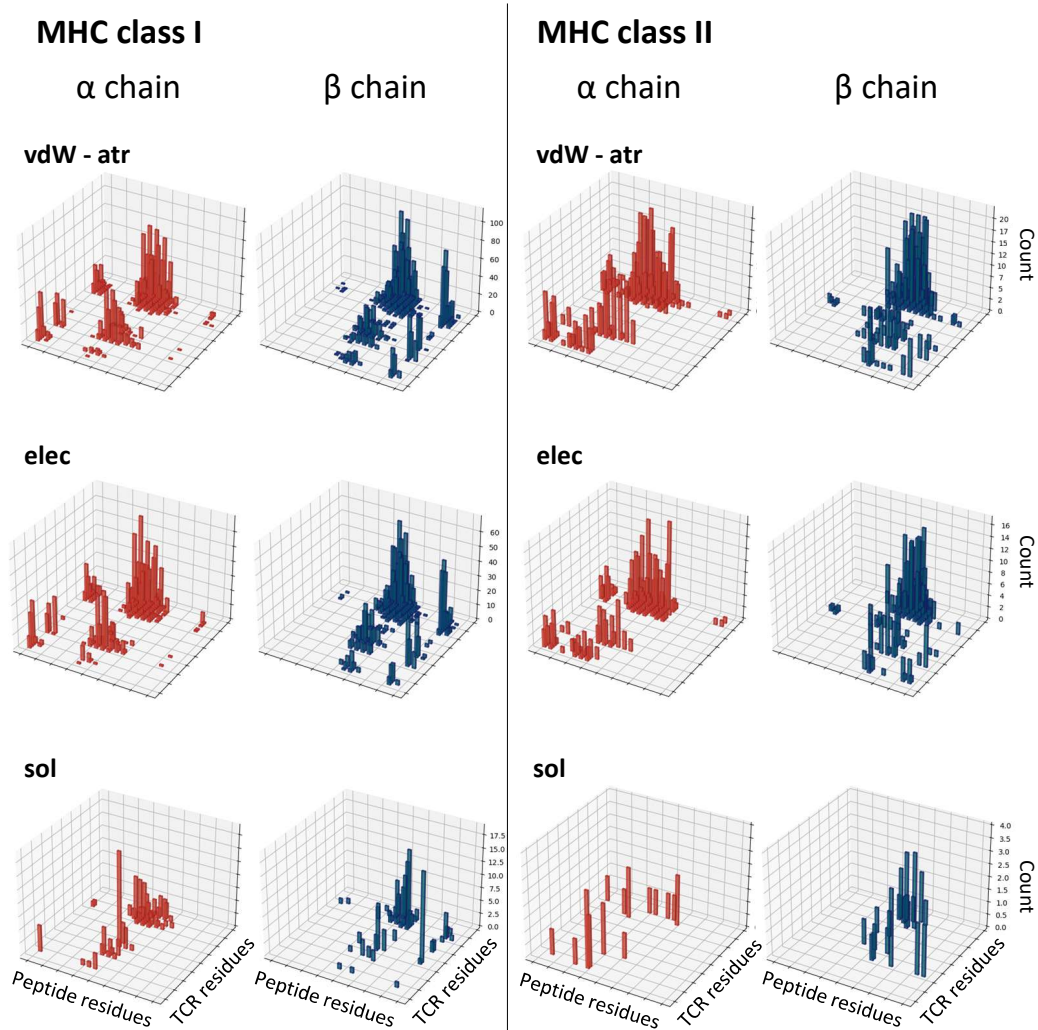 MHC class I
MHC class II
α chain
β chain
α chain
β chain
vdW - atr
vdW - atr
100
80
60
40
20
0
20
17
15
12
10
7
5
2
0
Count
elec
elec
60
50
40
30
20
10
0
16
14
12
10
8
6
4
2
0
Count
sol
sol
17.5
15.0
12.5
10.0
7.5
5.0
2.5
0.0
4.0
3.5
3.0
2.5
2.0
1.5
1.0
0.5
0.0
Count
Peptide residues
TCR residues
Peptide residues
TCR residues
Peptide residues
TCR residues
Peptide residues
TCR residues